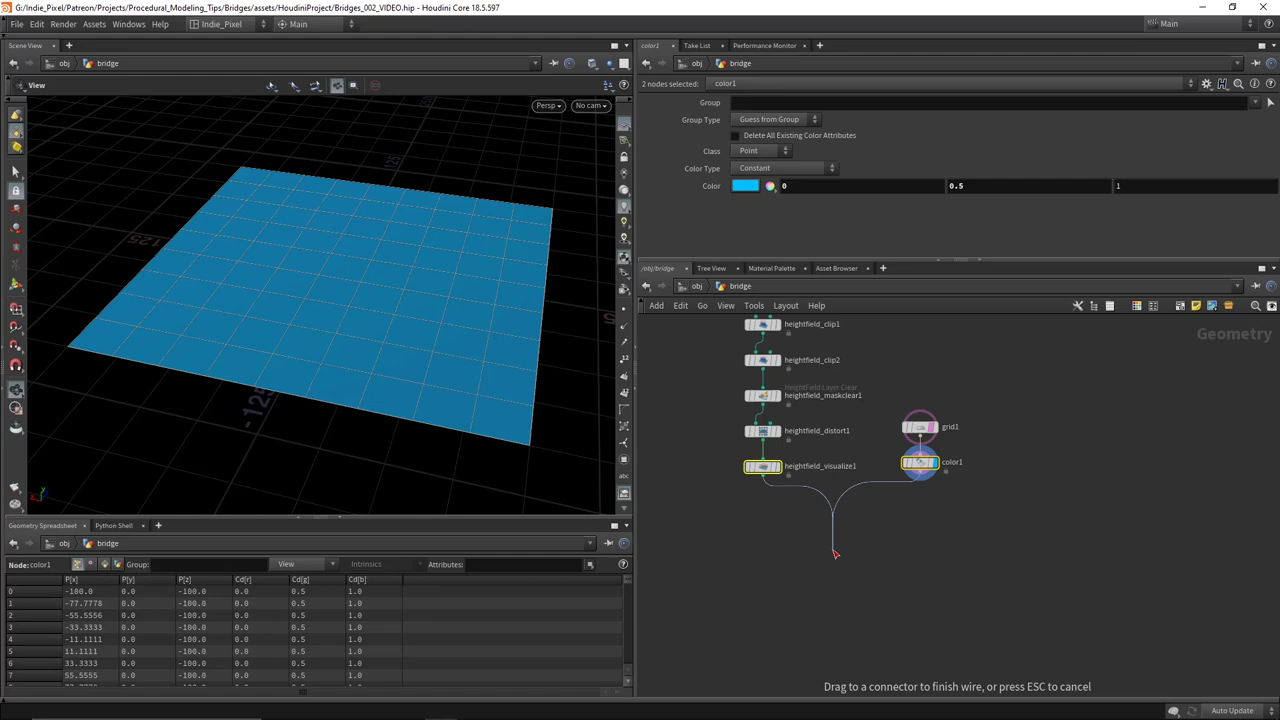 G:/Indie_Pixel/Patreon/Projects/Procedural_Modeling_Tips/Bridges/assets/HoudiniProject/Bridges_002_VIDEO.hip - Houdini Core 18.5.597
File Edit Render Assets Windows Help Indie_Pixel Main Main
Scene View
obj bridge
View
Persp No cam
color1 Take List Performance Monitor
obj bridge
2 nodes selected: color1
Group
Group Type Guess from Group
Delete All Existing Color Attributes
Class Point
Color Type Constant
Color 0 0.5 1
/obj/bridge Tree View Material Palette Asset Browser
obj bridge
Add Edit Go View Tools Layout Help
Geometry
heightfield_clip1
heightfield_clip2
HeightField Layer Clear
heightfield_maskclear1
heightfield_distort1
heightfield_visualize1
grid1
color1
Drag to a connector to finish wire, or press ESC to cancel
Geometry Spreadsheet Python Shell
obj bridge
Node: color1 Group: View Intrinsics Attributes:
P[x] P[y] P[z] Cd[r] Cd[g] Cd[b]
0 -100.0 0.0 -100.0 0.0 0.5 1.0
1 -77.7778 0.0 -100.0 0.0 0.5 1.0
2 -55.5556 0.0 -100.0 0.0 0.5 1.0
3 -33.3333 0.0 -100.0 0.0 0.5 1.0
4 -11.1111 0.0 -100.0 0.0 0.5 1.0
5 11.1111 0.0 -100.0 0.0 0.5 1.0
6 33.3333 0.0 -100.0 0.0 0.5 1.0
7 55.5555 0.0 -100.0 0.0 0.5 1.0
Auto Update